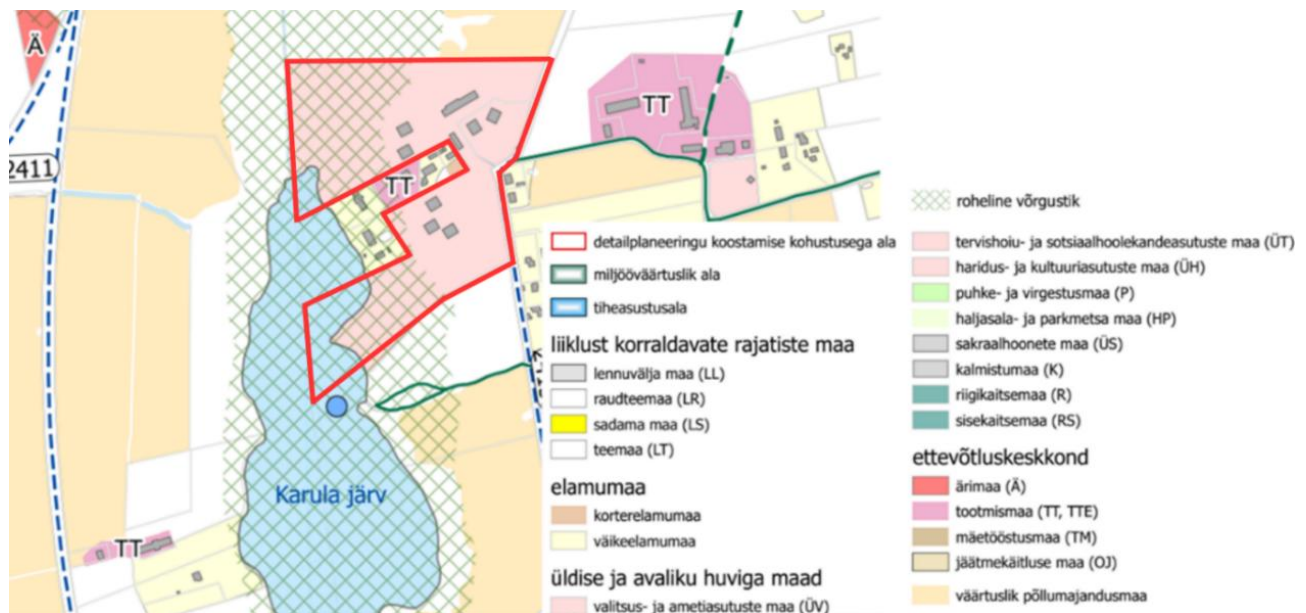 Ä
2411
TT
TT
Karula järv
TT
detailplaneeringu koostamise kohustusega ala
miljööväärtuslik ala
tiheasustusala
liiklust korraldavate rajatiste maa
lennuvälja maa (LL)
raudteemaa (LR)
sadama maa (LS)
teemaa (LT)
elamumaa
korterelamumaa
väikeelamumaa
üldise ja avaliku huviga maad
valitsus- ja ametiasutuste maa (ÜV)
roheline võrgustik
tervishoiu- ja sotsiaalhoolekandeasutuste maa (ÜT)
haridus- ja kultuuriasutuste maa (ÜH)
puhke- ja virgestusmaa (P)
haljasala- ja parkmetsa maa (HP)
sakraalhoonete maa (ÜS)
kalmistumaa (K)
riigikaitsemaa (R)
sisekaitsemaa (RS)
ettevõtluskeskkond
ärimaa (Ä)
tootmismaa (TT, TTE)
mäetööstusmaa (TM)
jäätmekäitluse maa (OJ)
väärtuslik põllumajandusmaa